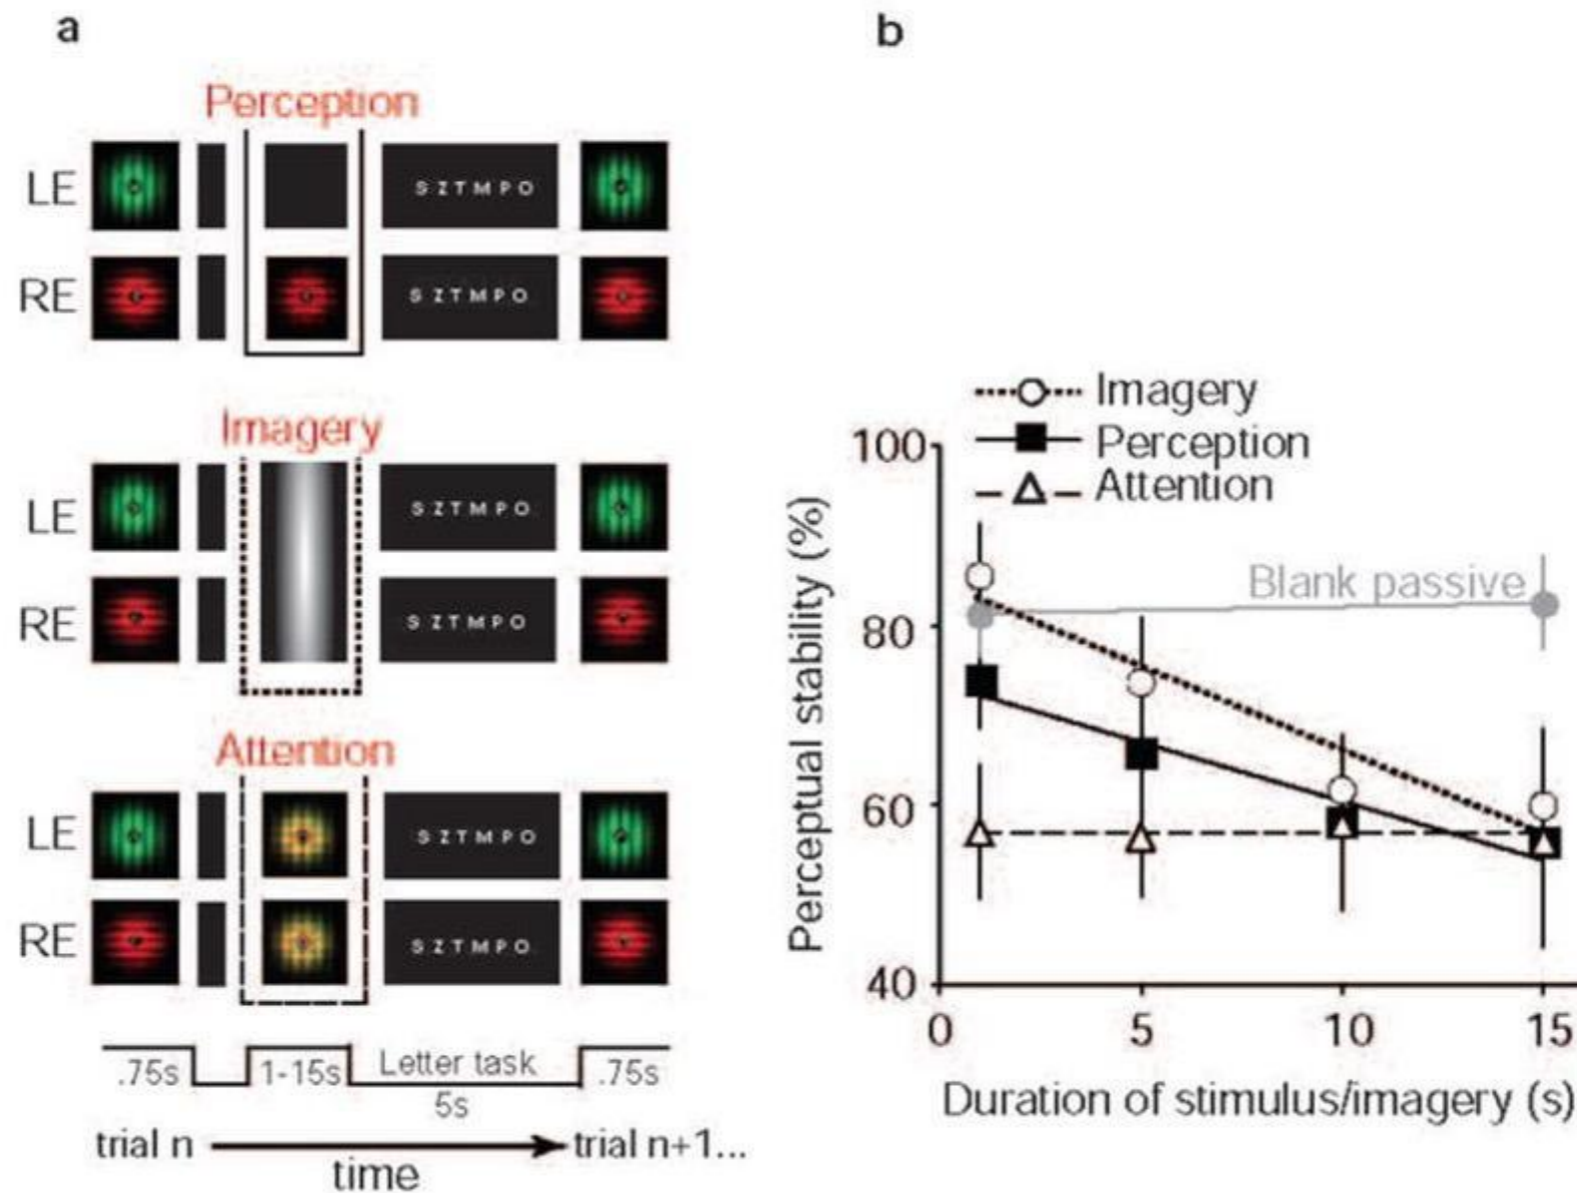 a
Perception
LE
S Z T M P O
RE
S Z T M P O
Imagery
LE
S Z T M P O
RE
S Z T M P O
Attention
LE
S Z T M P O
RE
S Z T M P O
.75s
1-15s
Letter task
5s
.75s
trial n
time
trial n+1...
b
Imagery
Perception
Attention
Blank passive
Perceptual stability (%)
100
80
60
40
0
5
10
15
Duration of stimulus/imagery (s)